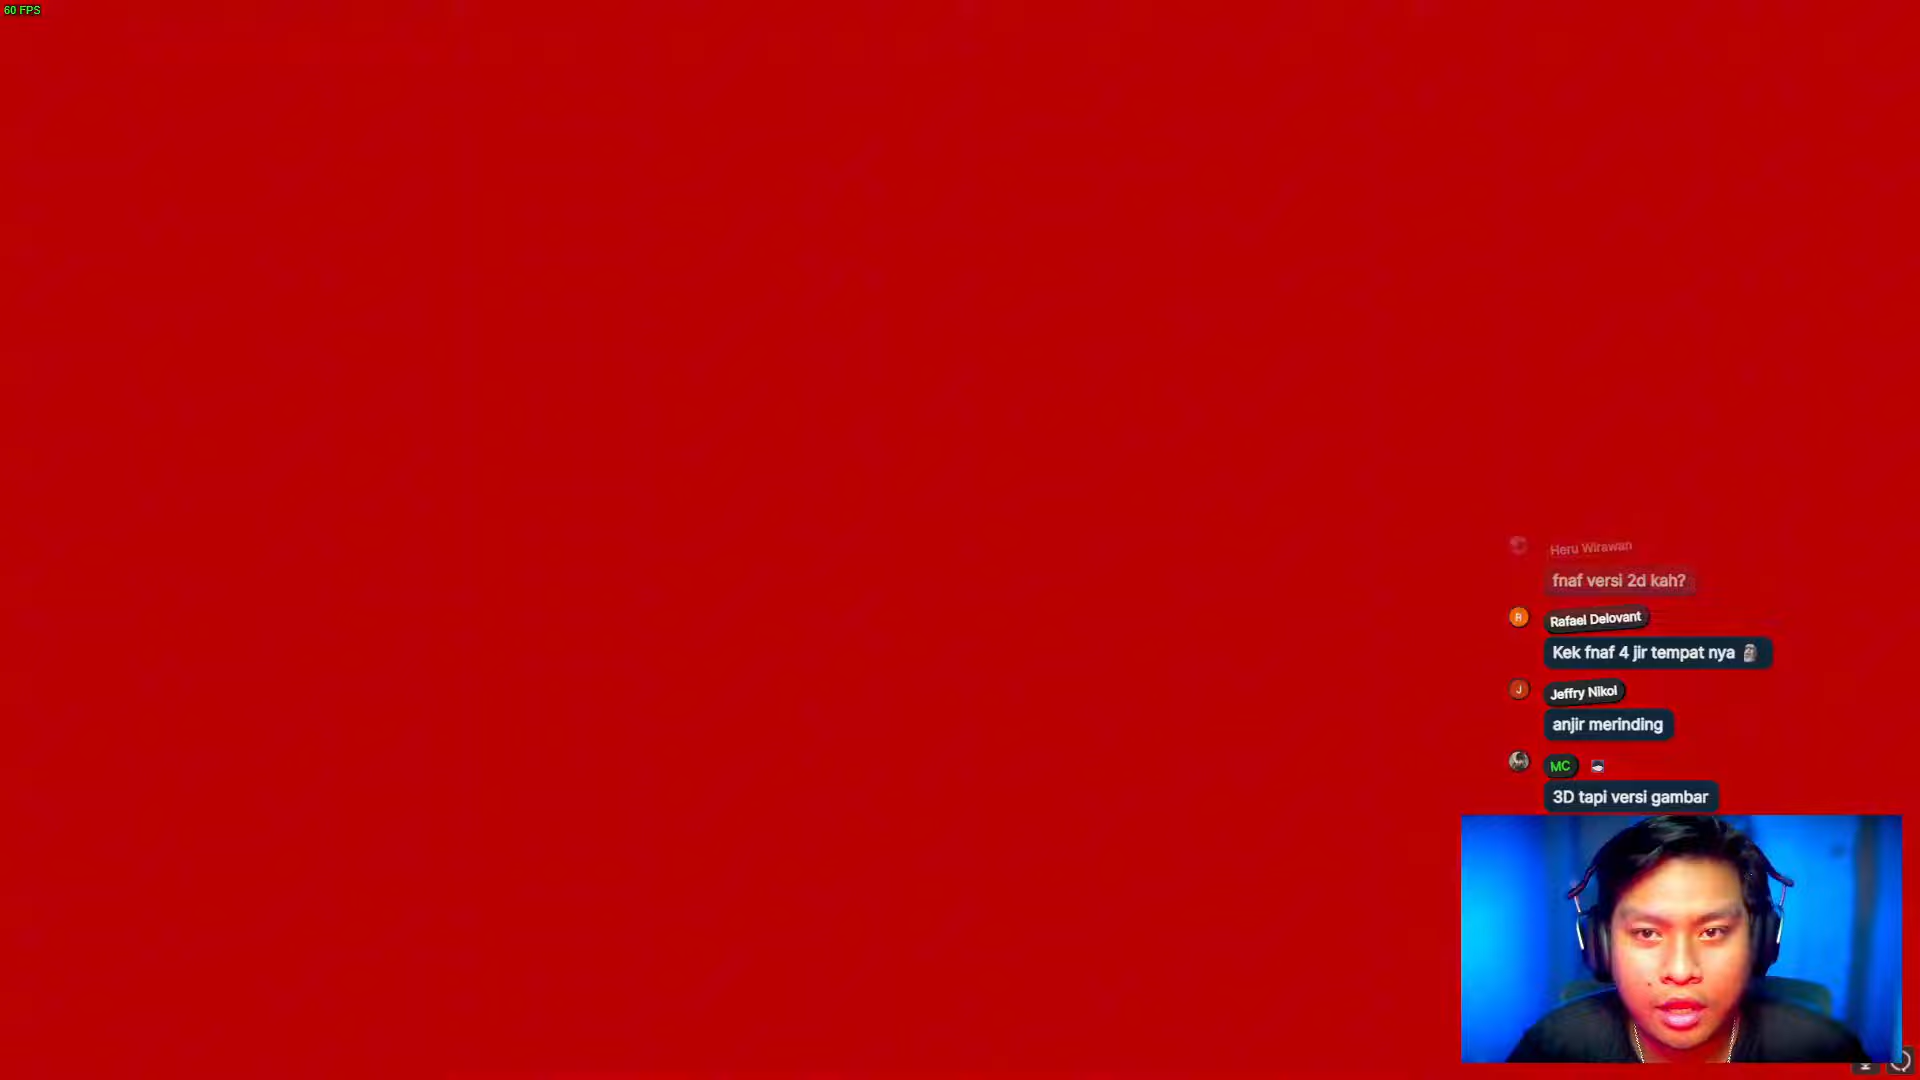 60 FPS
Heru Wirawan
fnaf versi 2d kah?
R
Rafael Delovant
Kek fnaf 4 jir tempat nya 🗿
J
Jeffry Nikol
anjir merinding
MC
3D tapi versi gambar